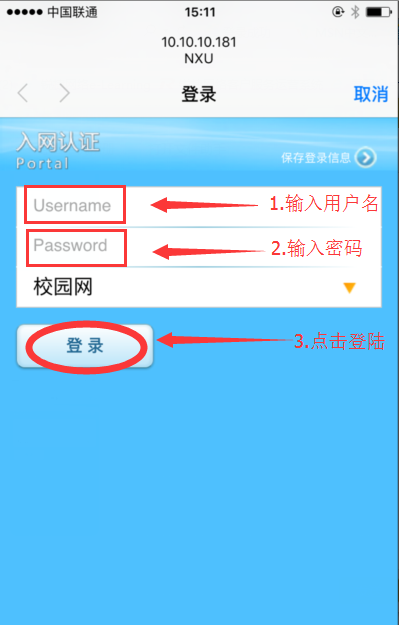 中国联通 15:11
10.10.10.181
NXU
登录 取消
入网认证
Portal
保存登录信息
Username 1.输入用户名
Password 2.输入密码
校园网
登 录 3.点击登陆